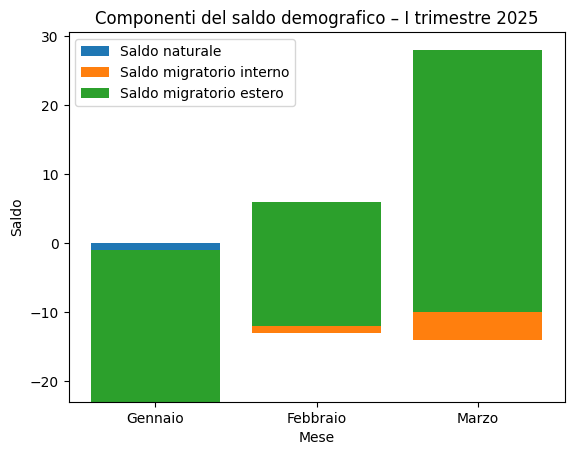 Componenti del saldo demografico – I trimestre 2025
Saldo naturale
Saldo migratorio interno
Saldo migratorio estero
30
20
10
0
−10
−20
Saldo
Gennaio
Febbraio
Marzo
Mese